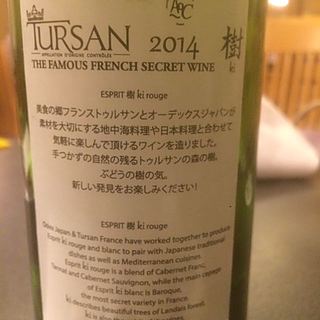 AOC
TURSAN 2014 樹
APPELLATION D'ORIGINE CONTRÔLÉE
ki
THE FAMOUS FRENCH SECRET WINE
ESPRIT 樹 ki rouge
美食の郷フランストゥルサンとオーデックスジャパンが
素材を大切にする地中海料理や日本料理と合わせて
気軽に楽しんで頂けるワインを造りました。
手つかずの自然の残るトゥルサンの森の樹。
ぶどうの樹の気。
新しい発見をお楽しみください!
ESPRIT 樹 ki rouge
Odex Japan & Tursan France have worked together to produce
Esprit ki rouge and blanc to pair with Japanese traditional
dishes as well as Mediterranean cuisines.
Esprit ki rouge is a blend of Cabernet Franc,
Tannat and Cabernet Sauvignon, while the main cepage
of Esprit ki blanc is Baroque,
the most secret variety in France.
ki describes beautiful trees of Landais forest,
ki is also